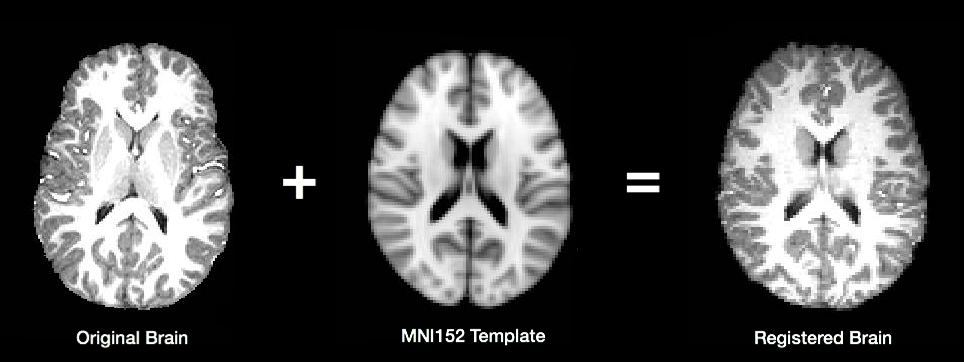 +
=
Original Brain
MNI152 Template
Registered Brain